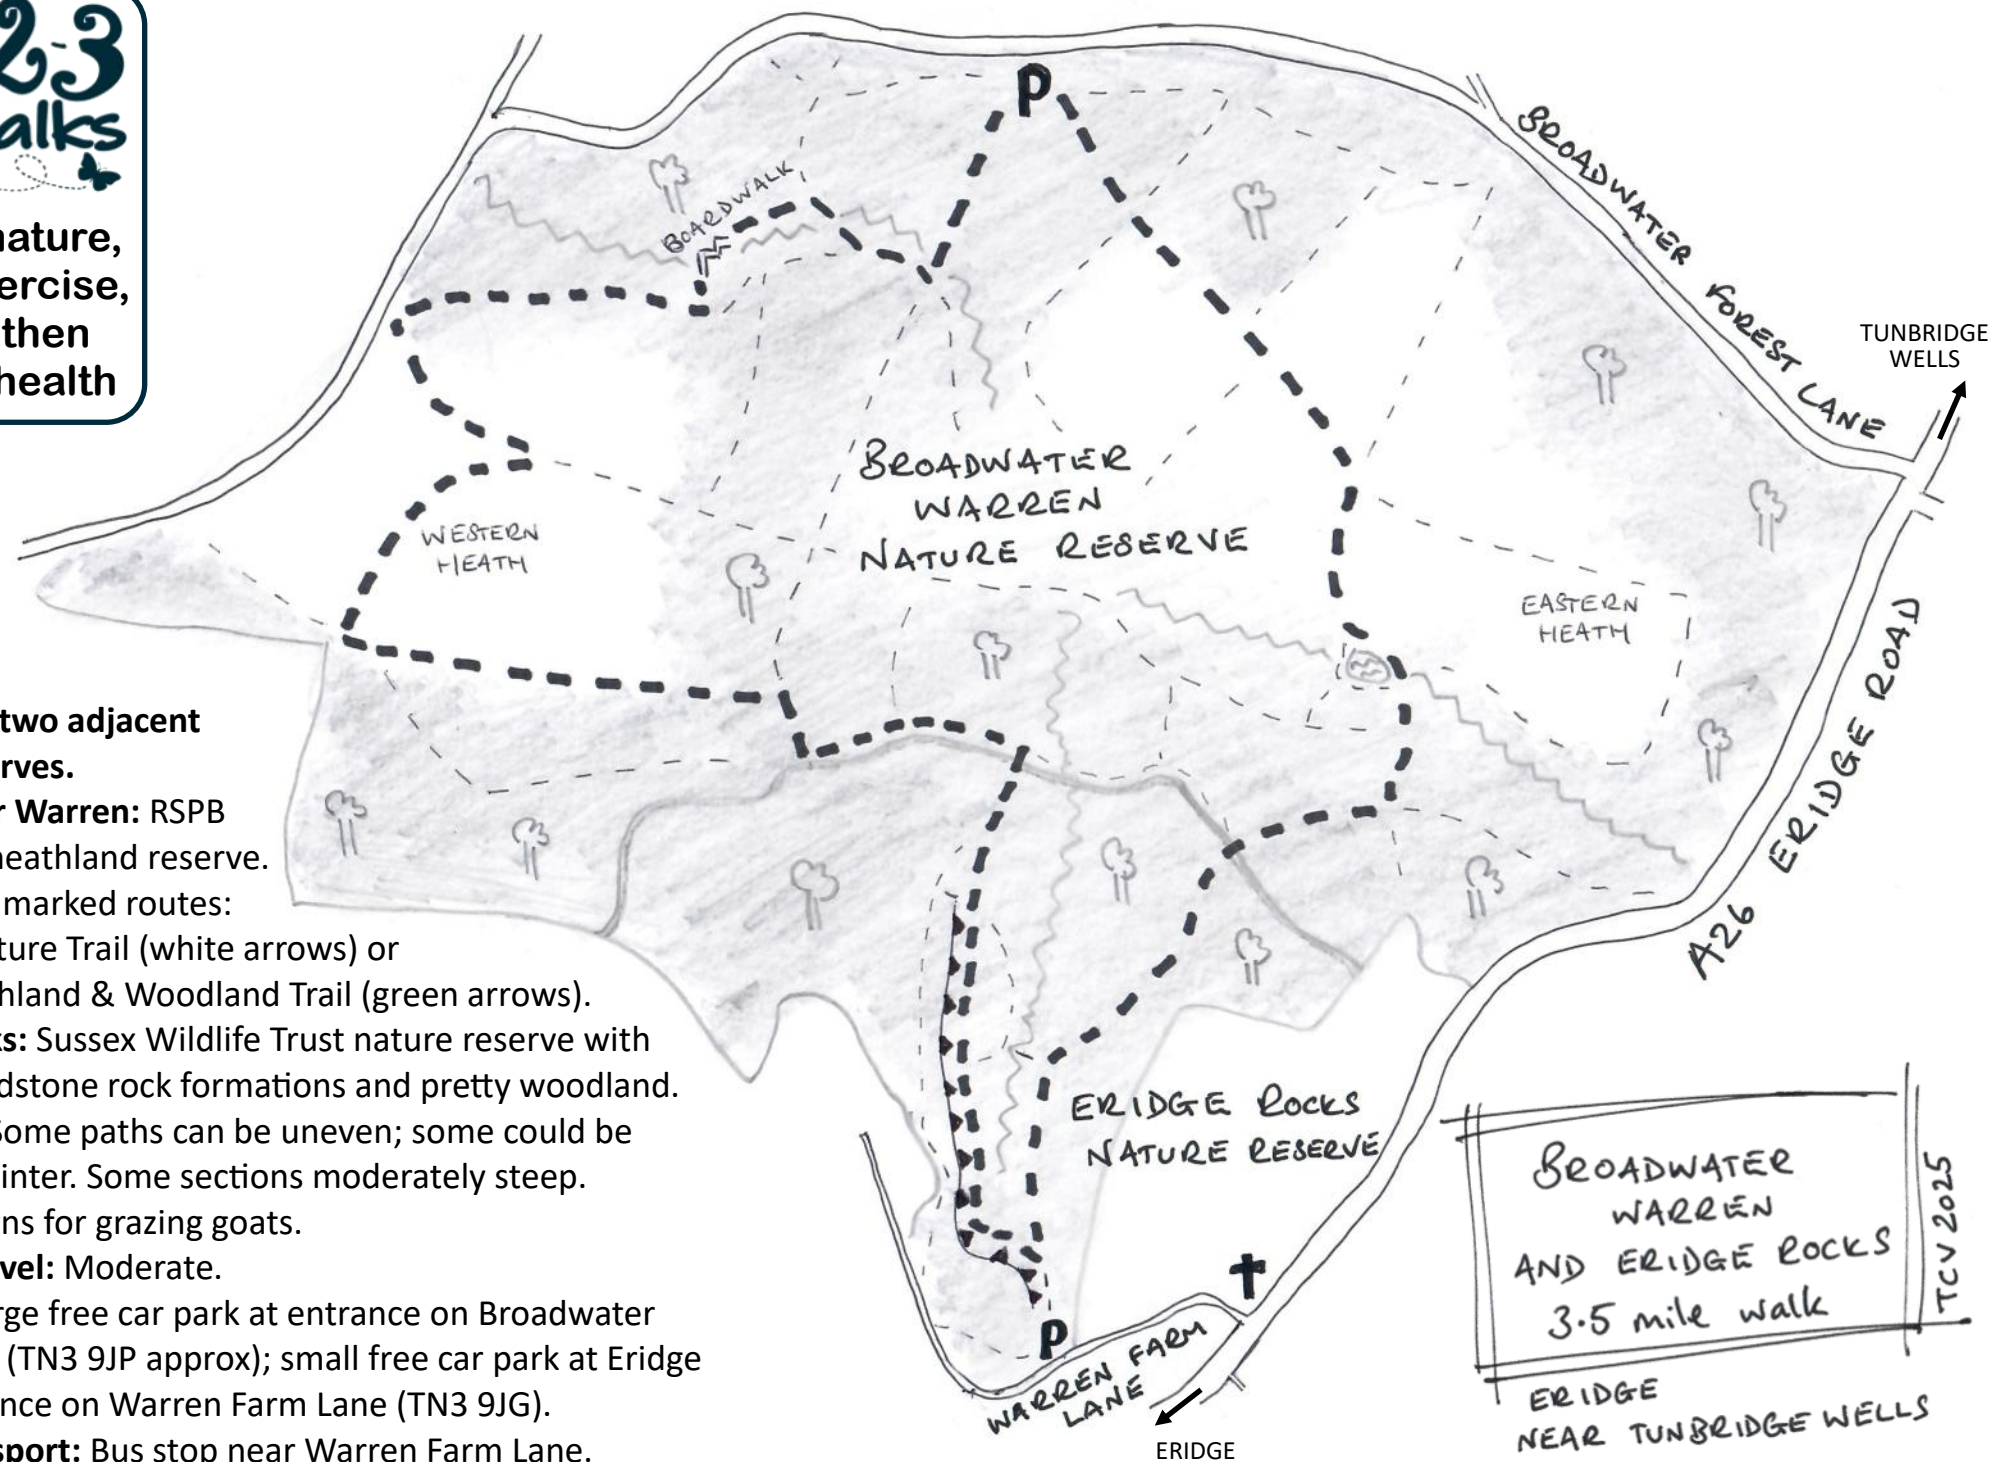 2-3
alks
nature,
ercise,
then
health
P
BOARDWALK
BROADWATER FOREST LANE
TUNBRIDGE
WELLS
BROADWATER
WARREN
NATURE RESERVE
WESTERN
HEATH
EASTERN
HEATH
A26 ERIDGE ROAD
two adjacent
rves.
r Warren: RSPB
heathland reserve.
marked routes:
ture Trail (white arrows) or
hland & Woodland Trail (green arrows).
ks: Sussex Wildlife Trust nature reserve with
dstone rock formations and pretty woodland.
Some paths can be uneven; some could be
inter. Some sections moderately steep.
ns for grazing goats.
vel: Moderate.
rge free car park at entrance on Broadwater
(TN3 9JP approx); small free car park at Eridge
nce on Warren Farm Lane (TN3 9JG).
sport: Bus stop near Warren Farm Lane.
ERIDGE ROCKS
NATURE RESERVE
P
WARREN FARM
LANE
ERIDGE
BROADWATER
WARREN
AND ERIDGE ROCKS
3.5 mile walk
TCV 2025
ERIDGE
NEAR TUNBRIDGE WELLS